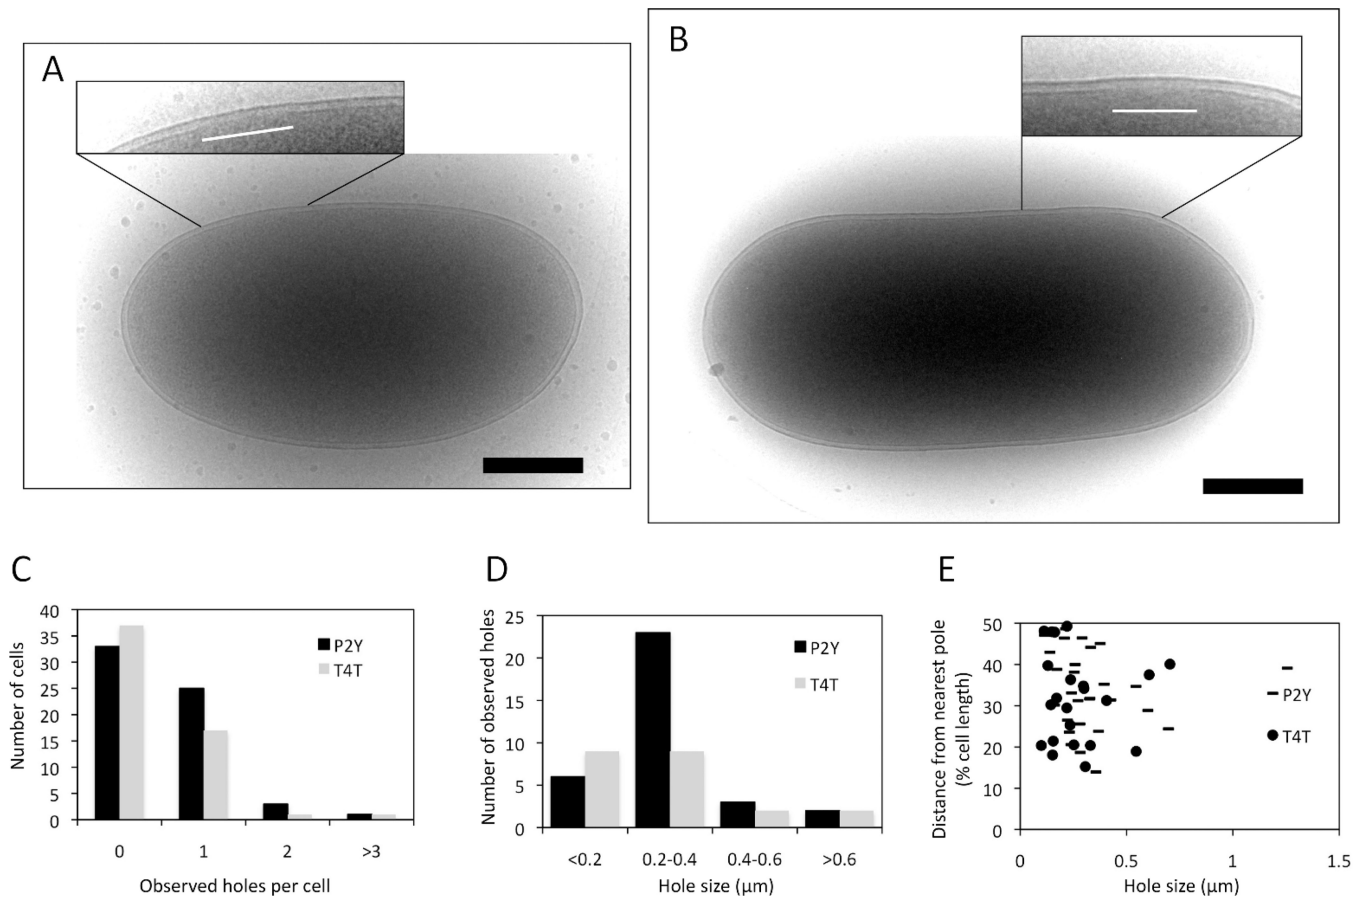 A
B
C
Number of cells
40
35
30
25
20
15
10
5
0
P2Y
T4T
0
1
2
>3
Observed holes per cell
D
Number of observed holes
25
20
15
10
5
0
P2Y
T4T
<0.2
0.2-0.4
0.4-0.6
>0.6
Hole size (µm)
E
Distance from nearest pole
(% cell length)
50
40
30
20
10
0
P2Y
T4T
0
0.5
1
1.5
Hole size (µm)